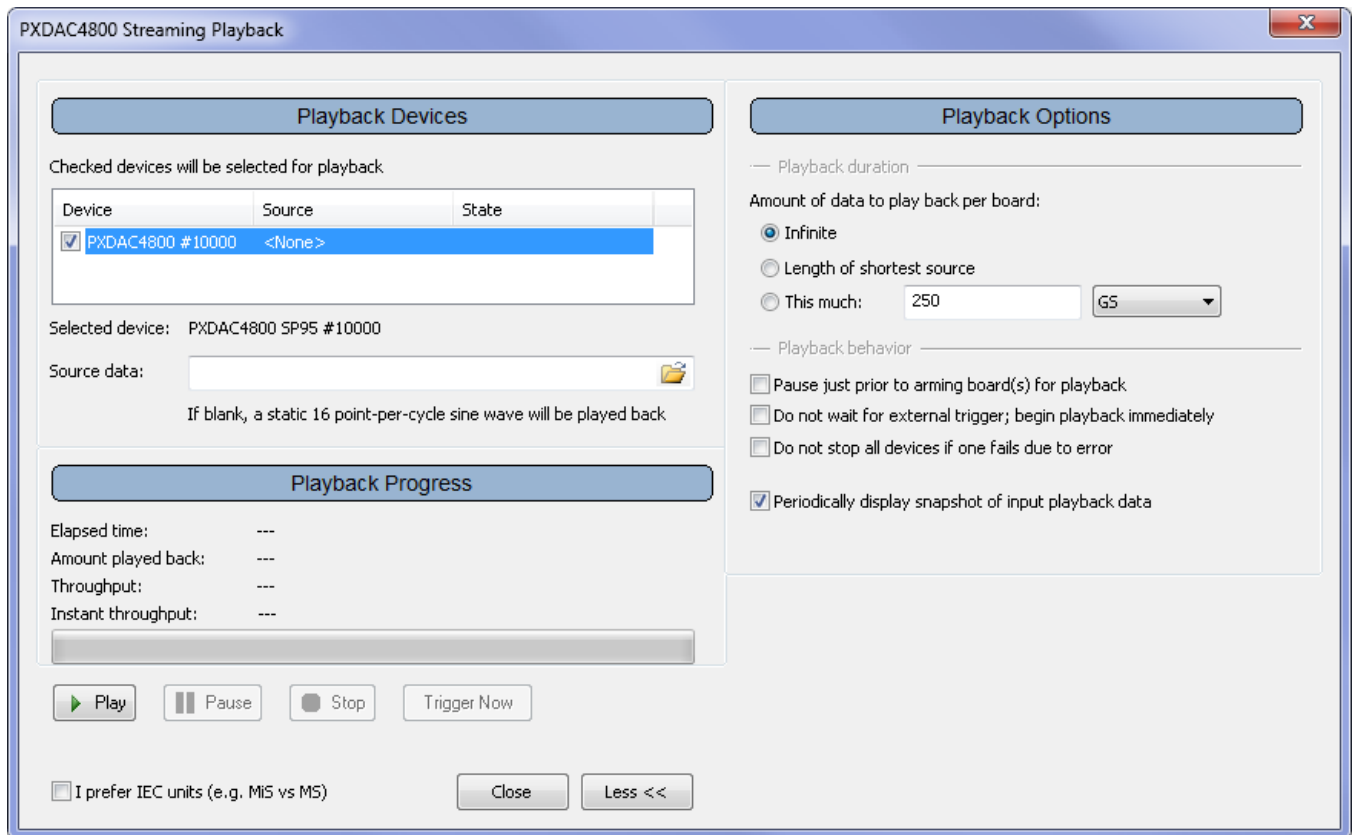 PXDAC4800 Streaming Playback
Playback Devices
Checked devices will be selected for playback
Device Source State
PXDAC4800 #10000 <None>
Selected device: PXDAC4800 SP95 #10000
Source data:
If blank, a static 16 point-per-cycle sine wave will be played back
Playback Progress
Elapsed time: ---
Amount played back: ---
Throughput: ---
Instant throughput: ---
Play Pause Stop Trigger Now
I prefer IEC units (e.g. MiS vs MS)
Close Less <<
Playback Options
Playback duration
Amount of data to play back per board:
Infinite
Length of shortest source
This much: 250 GS
Playback behavior
Pause just prior to arming board(s) for playback
Do not wait for external trigger; begin playback immediately
Do not stop all devices if one fails due to error
Periodically display snapshot of input playback data